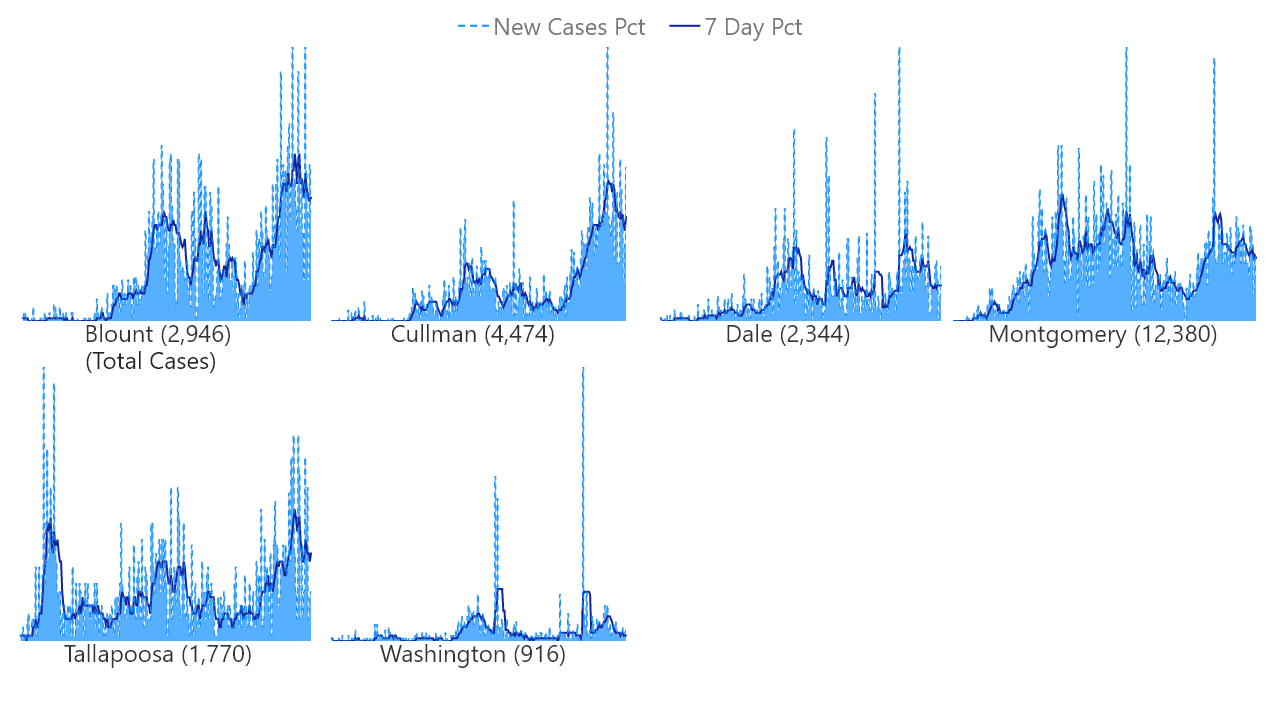 New Cases Pct 7 Day Pct
Blount (2,946)
(Total Cases)
Cullman (4,474)
Dale (2,344)
Montgomery (12,380)
Tallapoosa (1,770)
Washington (916)